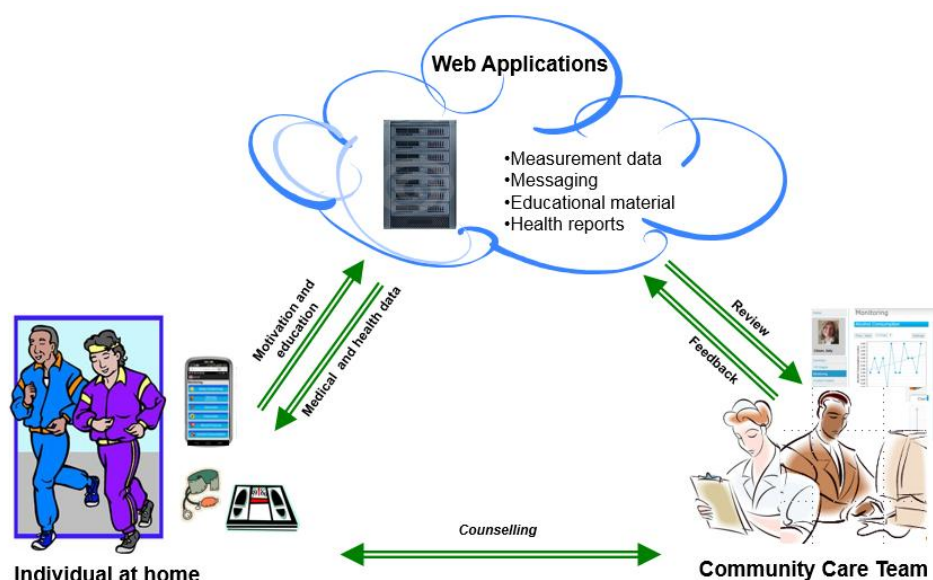 Web Applications
•Measurement data
•Messaging
•Educational material
•Health reports
Motivation and
education
Medical and health data
Review
Feedback
Monitoring
Counselling
Individual at home
Community Care Team